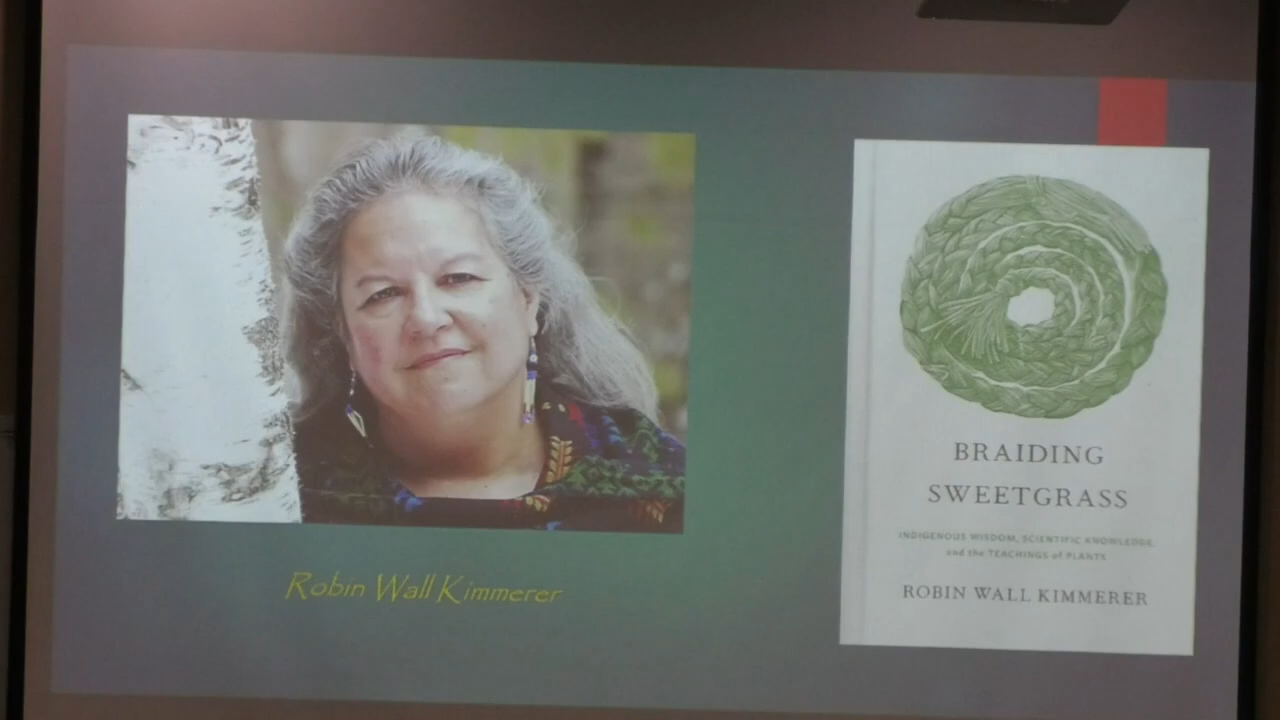 Robin Wall Kimmerer
BRAIDING
SWEETGRASS
INDIGENOUS WISDOM, SCIENTIFIC KNOWLEDGE,
and the TEACHINGS of PLANTS
ROBIN WALL KIMMERER